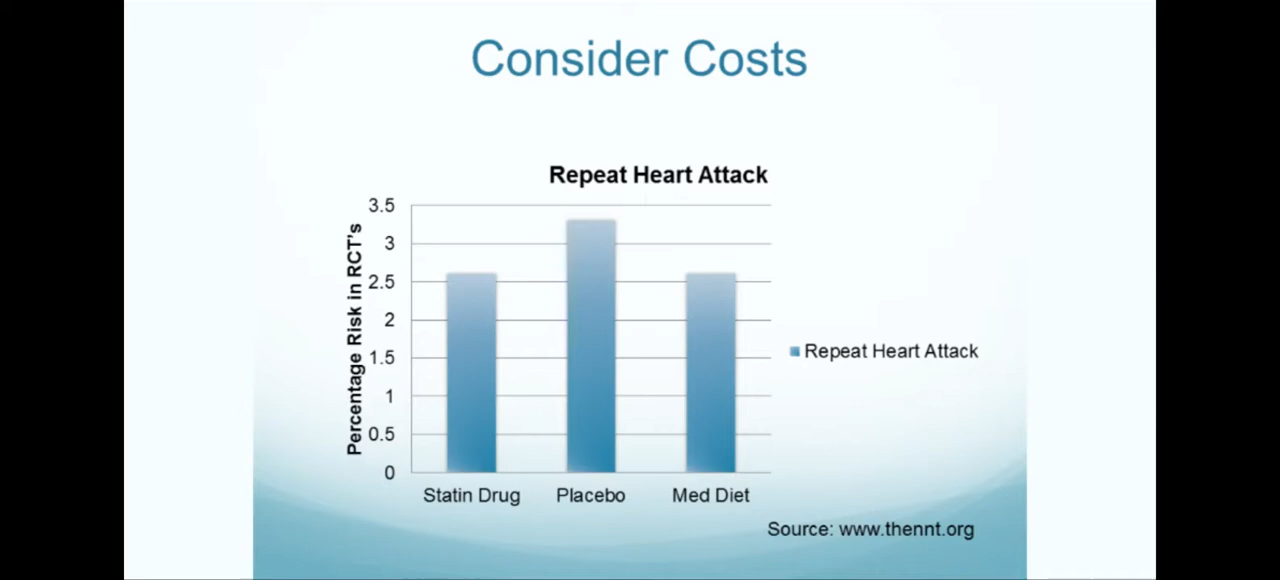 Consider Costs
Repeat Heart Attack
Percentage Risk in RCT's
3.5
3
2.5
2
1.5
1
0.5
0
Statin Drug Placebo Med Diet
Repeat Heart Attack
Source: www.thennt.org